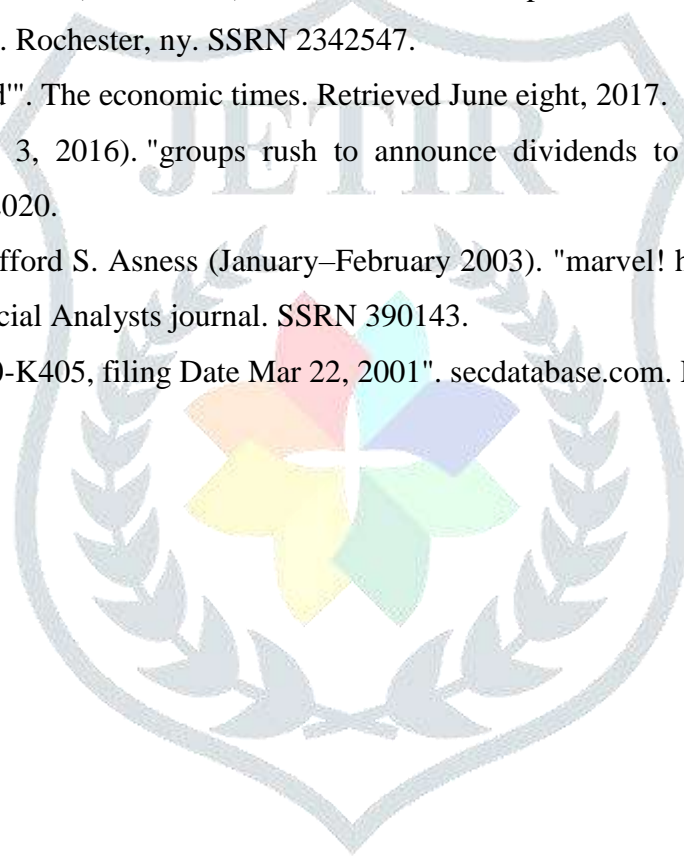 . Rochester, ny. SSRN 2342547.
d'". The economic times. Retrieved June eight, 2017.
3, 2016). "groups rush to announce dividends to
020.
fford S. Asness (January–February 2003). "marvel! h
cial Analysts journal. SSRN 390143.
0-K405, filing Date Mar 22, 2001". secdatabase.com.
JETIR